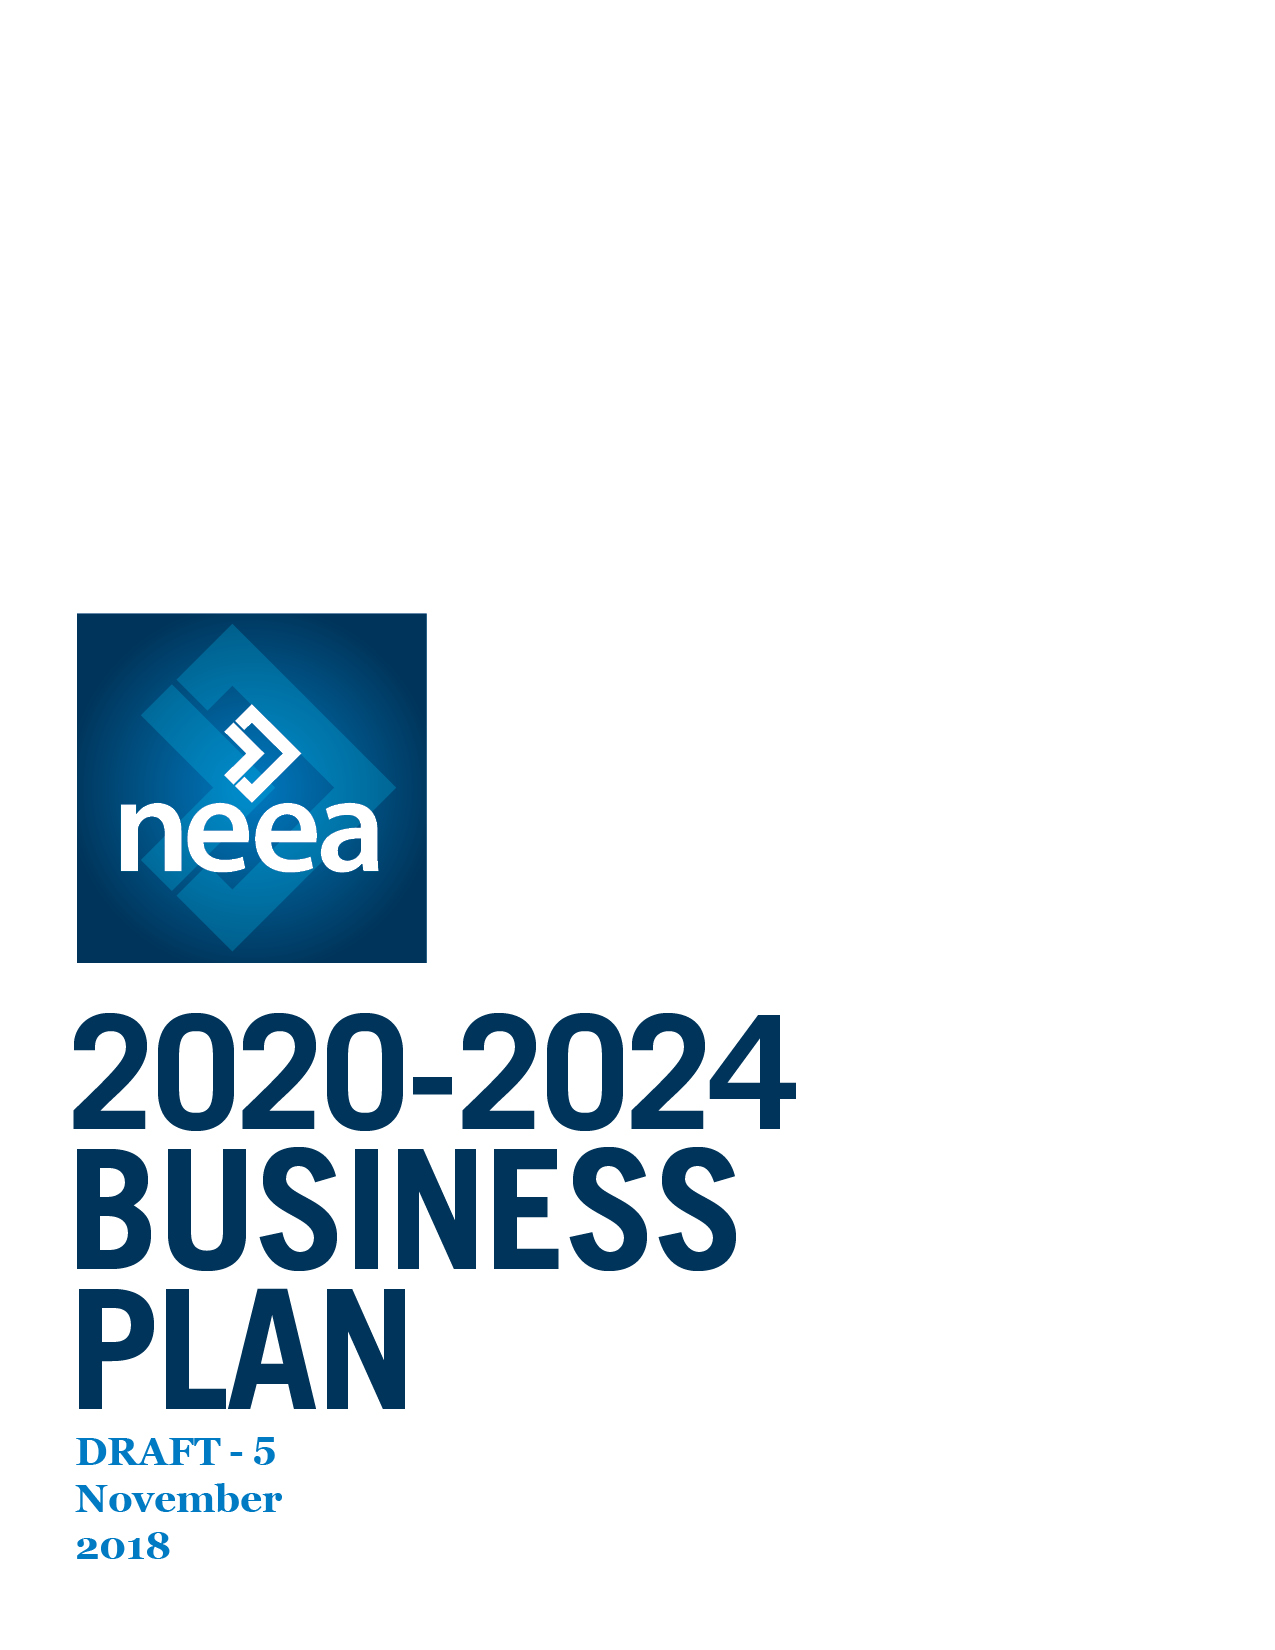 neea
2020-2024
BUSINESS
PLAN
DRAFT - 5
November
2018